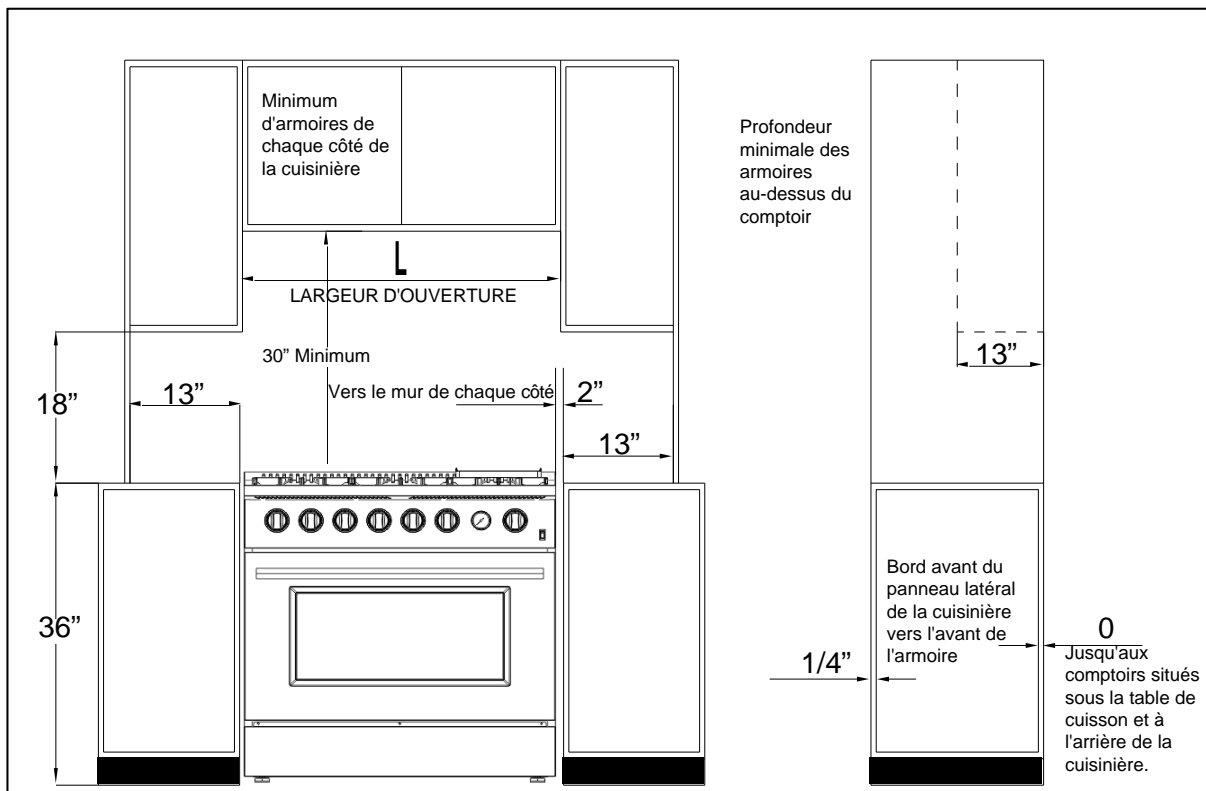 Minimum
d'armoires de
chaque côté de
la cuisinière
Profondeur
minimale des
armoires
au-dessus du
comptoir
L
LARGEUR D'OUVERTURE
30” Minimum
Vers le mur de chaque côté
2”
18”
13”
13”
13”
36”
Bord avant du
panneau latéral
de la cuisinière
vers l'avant de
l'armoire
1/4”
0
Jusqu'aux
comptoirs situés
sous la table de
cuisson et à
l'arrière de la
cuisinière.